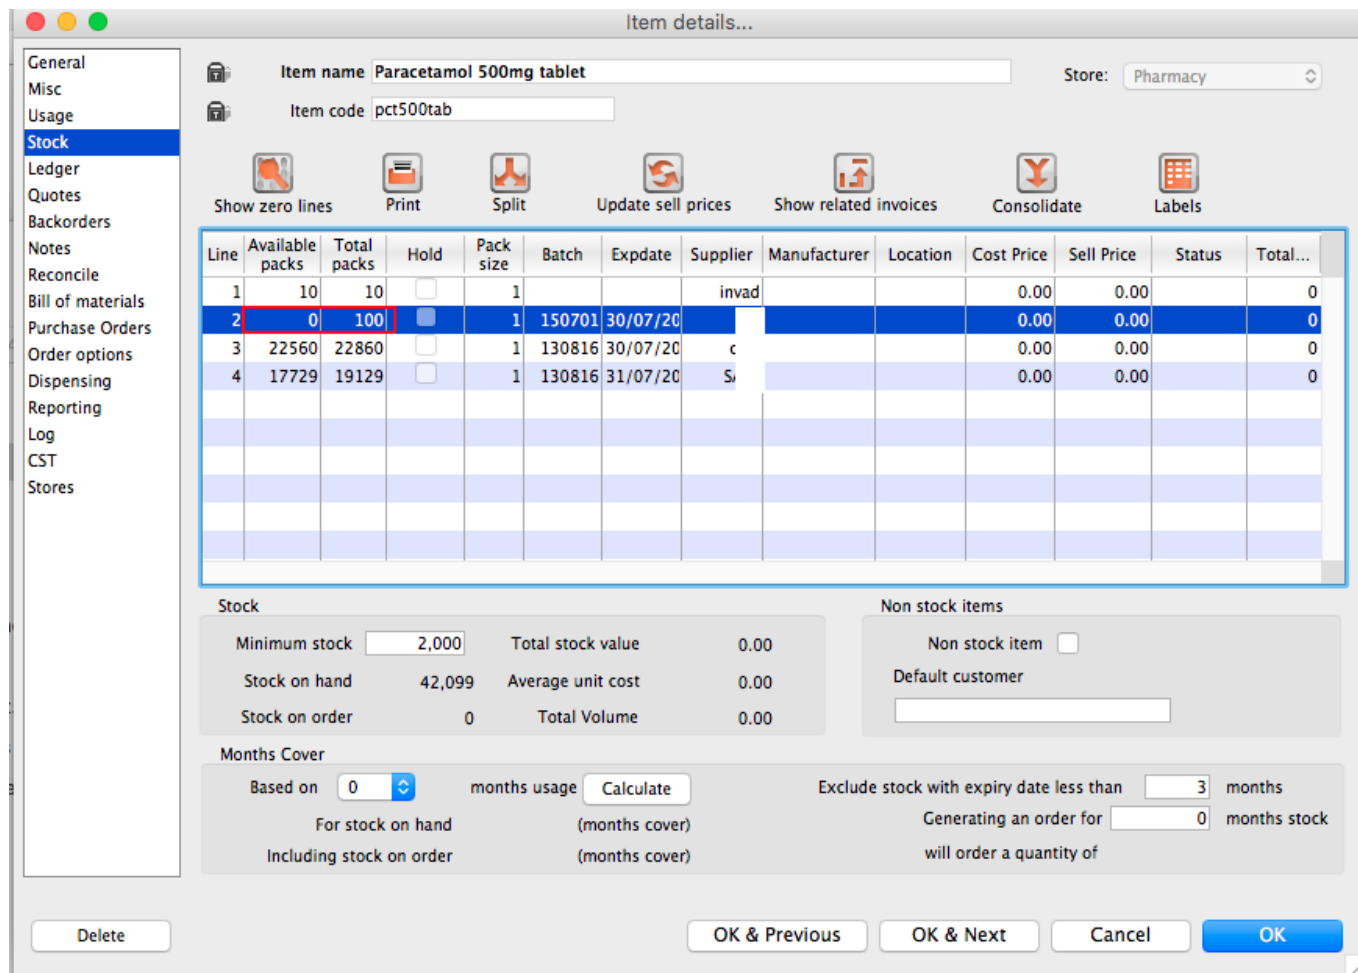 Item details...
General
Misc
Usage
Stock
Ledger
Quotes
Backorders
Notes
Reconcile
Bill of materials
Purchase Orders
Order options
Dispensing
Reporting
Log
CST
Stores
Item name Paracetamol 500mg tablet
Store: Pharmacy
Item code pct500tab
Show zero lines Print Split Update sell prices Show related invoices Consolidate Labels
Line Available packs Total packs Hold Pack size Batch Expdate Supplier Manufacturer Location Cost Price Sell Price Status Total...
1 10 10 1 invad 0.00 0.00 0
2 0 100 1 150701 30/07/20 0.00 0.00 0
3 22560 22860 1 130816 30/07/20 0.00 0.00 0
4 17729 19129 1 130816 31/07/20 0.00 0.00 0
Stock
Minimum stock 2,000 Total stock value 0.00
Stock on hand 42,099 Average unit cost 0.00
Stock on order 0 Total Volume 0.00
Non stock items
Non stock item
Default customer
Months Cover
Based on 0 months usage Calculate
For stock on hand (months cover)
Including stock on order (months cover)
Exclude stock with expiry date less than 3 months
Generating an order for 0 months stock
will order a quantity of
Delete OK & Previous OK & Next Cancel OK